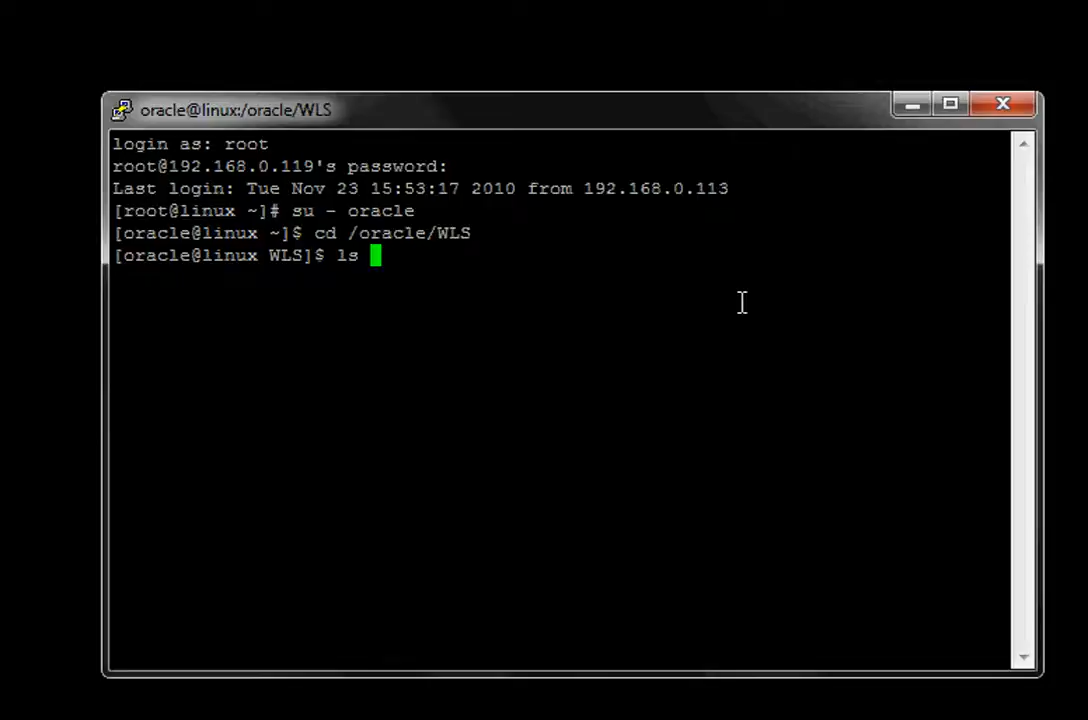 oracle@linux:/oracle/WLS
login as: root
root@192.168.0.119's password:
Last login: Tue Nov 23 15:53:17 2010 from 192.168.0.113
[root@linux ~]# su - oracle
[oracle@linux ~]$ cd /oracle/WLS
[oracle@linux WLS]$ ls